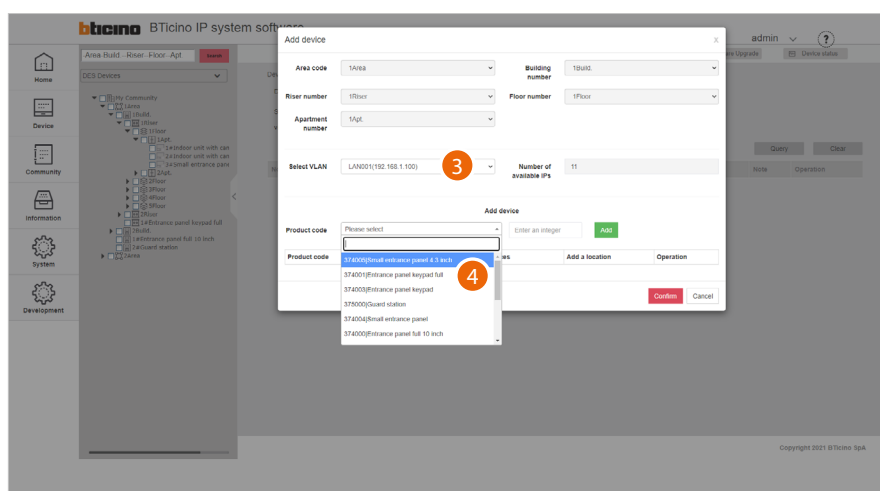 bticino BTicino IP system software
admin
?
Add device
X
Area-Build.-Riser- Floor-Apt.
Search
re Upgrade
Device status
Home
DES Devices
Dev
Area code
1Area
Building number
1Build.
Riser number
1Riser
Floor number
1Floor
Apartment number
1Apt.
My Community
1Area
1Build.
1Riser
1Floor
1Apt.
1#Indoor unit with can
2#Indoor unit with can
3#Small entrance pane
2Apt.
2Floor
3Floor
4Floor
5Floor
2Riser
1#Entrance panel keypad full
2Build.
1#Entrance panel full 10 inch
2#Guard station
2Area
Device
Community
Information
System
Development
Query
Clear
Select VLAN
LAN001(192.168.1.100)
3
Number of available IPs
11
Note
Operation
Add device
Product code
Please select
Enter an integer
Add
Product code
es
Add a location
Operation
374005|Small entrance panel 4.3 inch
374001|Entrance panel keypad full
4
374003|Entrance panel keypad
375000|Guard station
374004|Small entrance panel
374000|Entrance panel full 10 inch
Confirm
Cancel
Copyright 2021 BTicino SpA